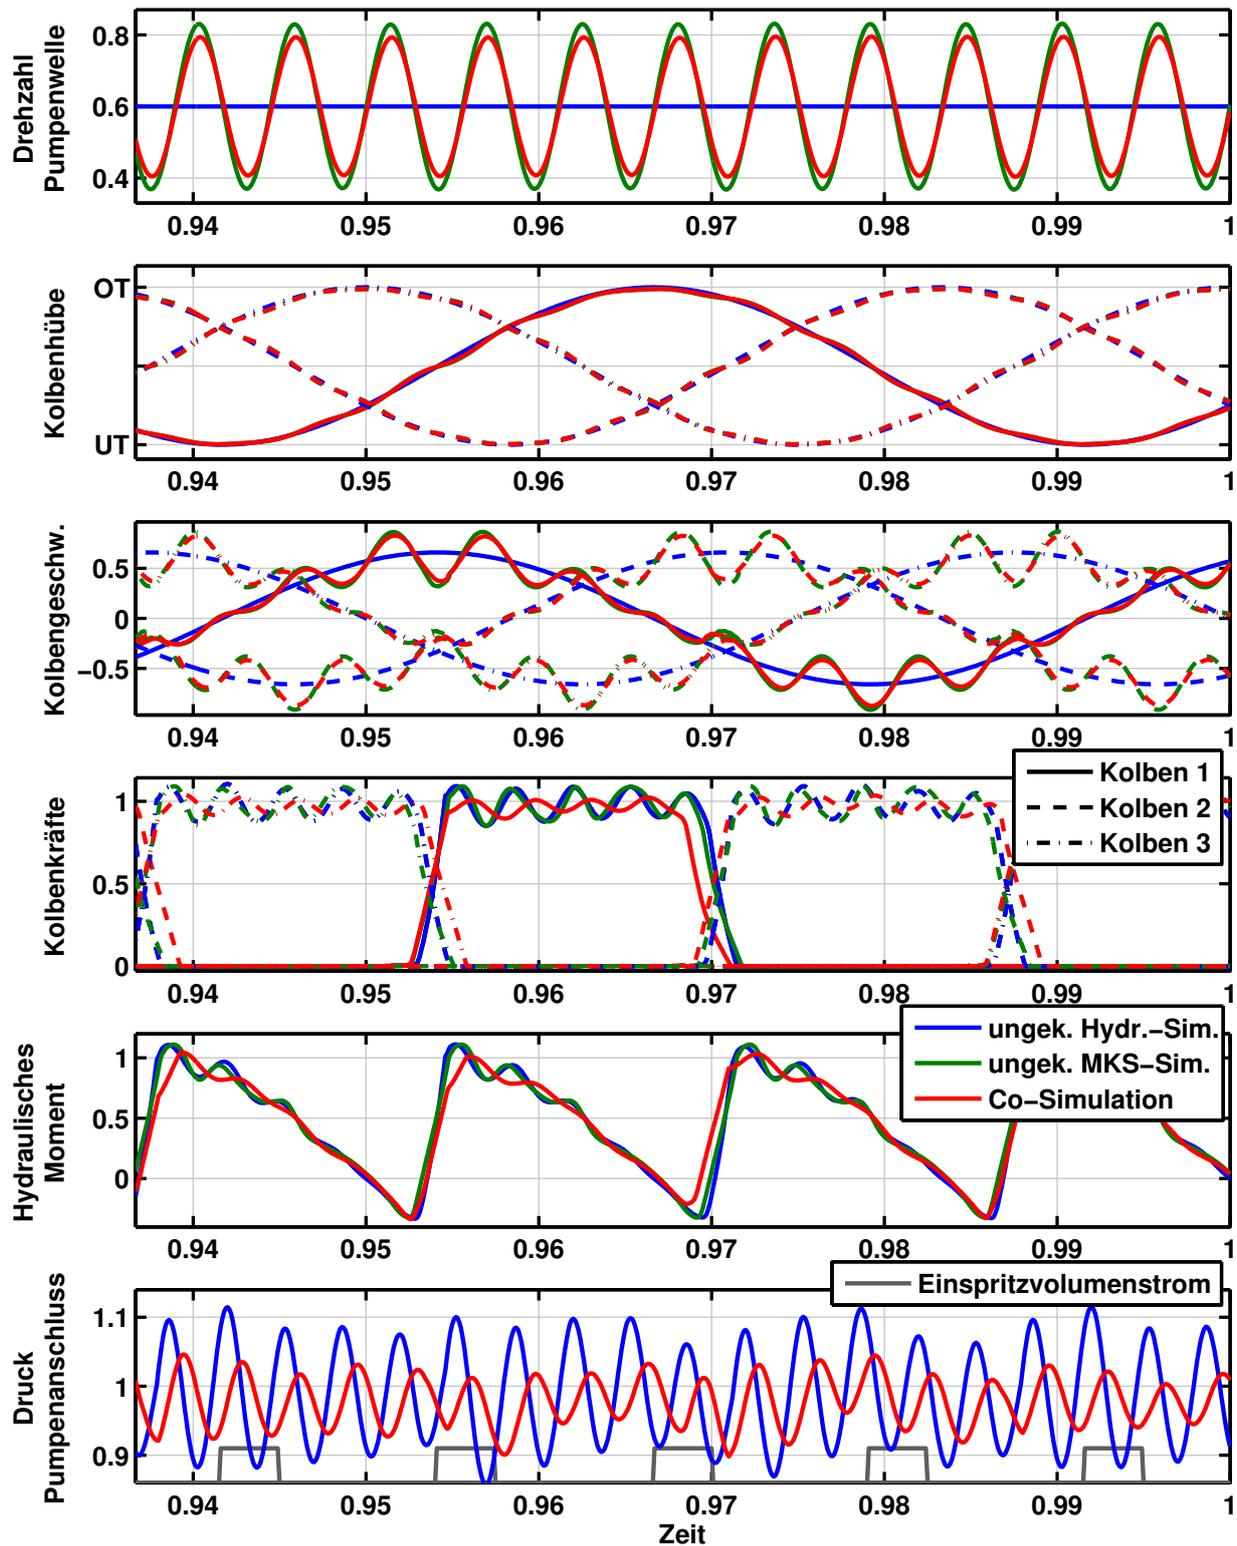 Drehzahl
Pumpenwelle
0.8
0.6
0.4
0.94 0.95 0.96 0.97 0.98 0.99 1
Kolbenhübe
OT
UT
0.94 0.95 0.96 0.97 0.98 0.99 1
Kolbengeschw.
0.5
0
−0.5
0.94 0.95 0.96 0.97 0.98 0.99 1
Kolbenkräfte
1
0.5
0
Kolben 1
Kolben 2
Kolben 3
0.94 0.95 0.96 0.97 0.98 0.99 1
Hydraulisches
Moment
1
0.5
0
ungek. Hydr.−Sim.
ungek. MKS−Sim.
Co−Simulation
0.94 0.95 0.96 0.97 0.98 0.99 1
Druck
Pumpenanschluss
1.1
1
0.9
Einspritzvolumenstrom
0.94 0.95 0.96 0.97 0.98 0.99 1
Zeit